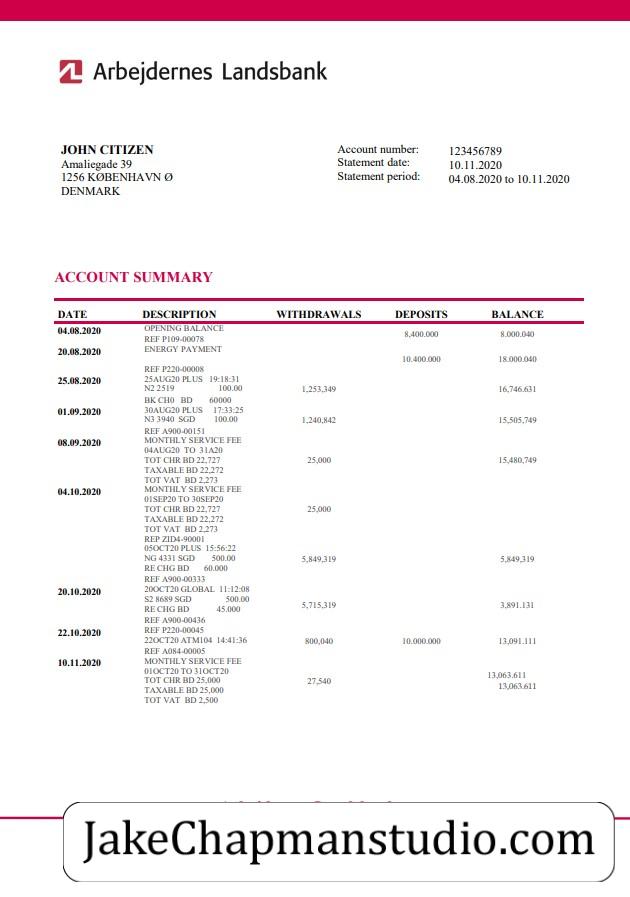 Arbejdernes Landsbank
JOHN CITIZEN
Amaliegade 39
1256 KØBENHAVN Ø
DENMARK
Account number: 123456789
Statement date: 10.11.2020
Statement period: 04.08.2020 to 10.11.2020
ACCOUNT SUMMARY
DATE DESCRIPTION WITHDRAWALS DEPOSITS BALANCE
04.08.2020 OPENING BALANCE
8,400.000 8.000.040
REF P109-00078
20.08.2020 ENERGY PAYMENT
10.400.000 18.000.040
REF P220-00008
25.08.2020 25AUG20 PLUS 19:18:31
N2 2519 100.00 1,253,349 16,746.631
BK CH0 BD 60000
01.09.2020 30AUG20 PLUS 17:33:25
N3 3940 SGD 100.00 1,240,842 15,505,749
REF A900-00151
08.09.2020 MONTHLY SERVICE FEE
04AUG20 TO 31A20
TOT CHR BD 22,727 25,000 15,480,749
TAXABLE BD 22,272
TOT VAT BD 2,273
04.10.2020 MONTHLY SERVICE FEE
01SEP20 TO 30SEP20
TOT CHR BD 22,727 25,000
TAXABLE BD 22,272
TOT VAT BD 2,273
REP ZID4-90001
05OCT20 PLUS 15:56:22
NG 4331 SGD 500.00 5,849,319 5,849,319
RE CHG BD 60.000
REF A900-00333
20.10.2020 20OCT20 GLOBAL 11:12:08
S2 8689 SGD 500.00
5,715,319 3,891.131
RE CHG BD 45.000
REF A900-00436
22.10.2020 REF P220-00045
22OCT20 ATM104 14:41:36 800,040 10.000.000 13,091.111
REF A084-00005
10.11.2020 MONTHLY SERVICE FEE
01OCT20 TO 31OCT20 13,063.611
TOT CHR BD 25,000 27,540
TAXABLE BD 25,000 13,063.611
TOT VAT BD 2,500
JakeChapmanstudio.com